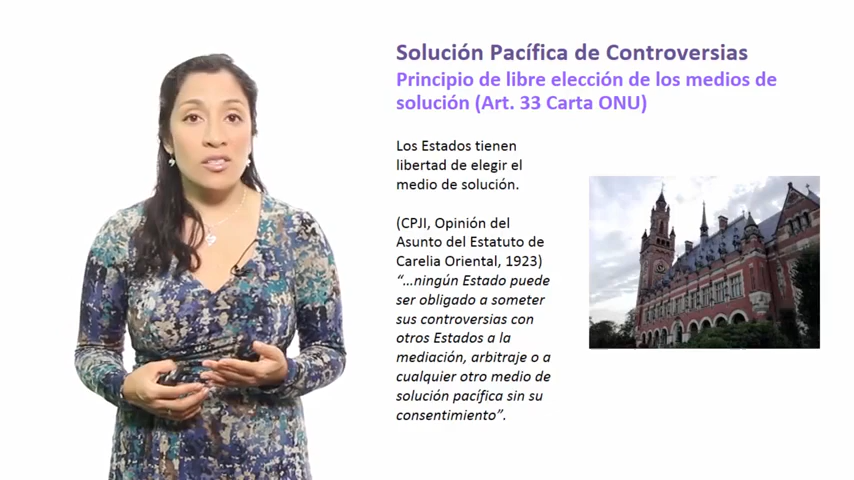 Solución Pacífica de Controversias
Principio de libre elección de los medios de
solución (Art. 33 Carta ONU)
Los Estados tienen
libertad de elegir el
medio de solución.
(CPJI, Opinión del
Asunto del Estatuto de
Carelia Oriental, 1923)
“…ningún Estado puede
ser obligado a someter
sus controversias con
otros Estados a la
mediación, arbitraje o a
cualquier otro medio de
solución pacífica sin su
consentimiento”.